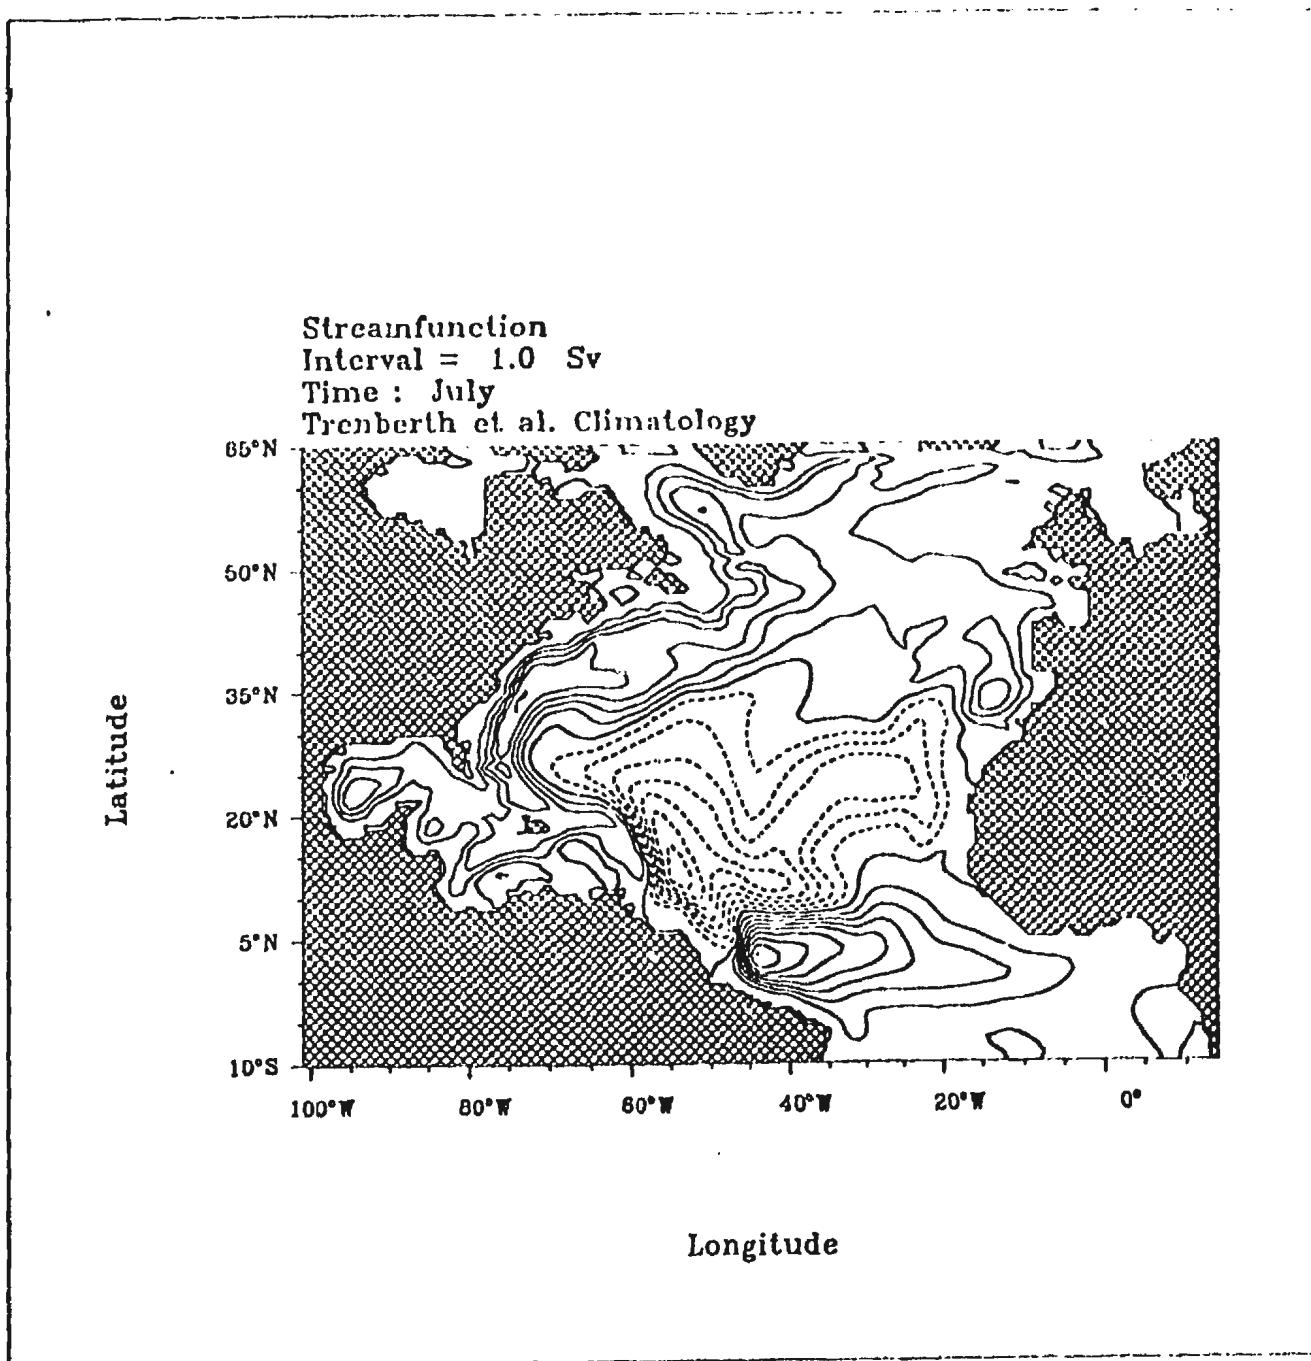 Streamfunction
Interval = 1.0 Sv
Time : July
Trenberth et al. Climatology
65°N
50°N
35°N
20°N
5°N
10°S
Latitude
100°W 80°W 60°W 40°W 20°W 0°
Longitude